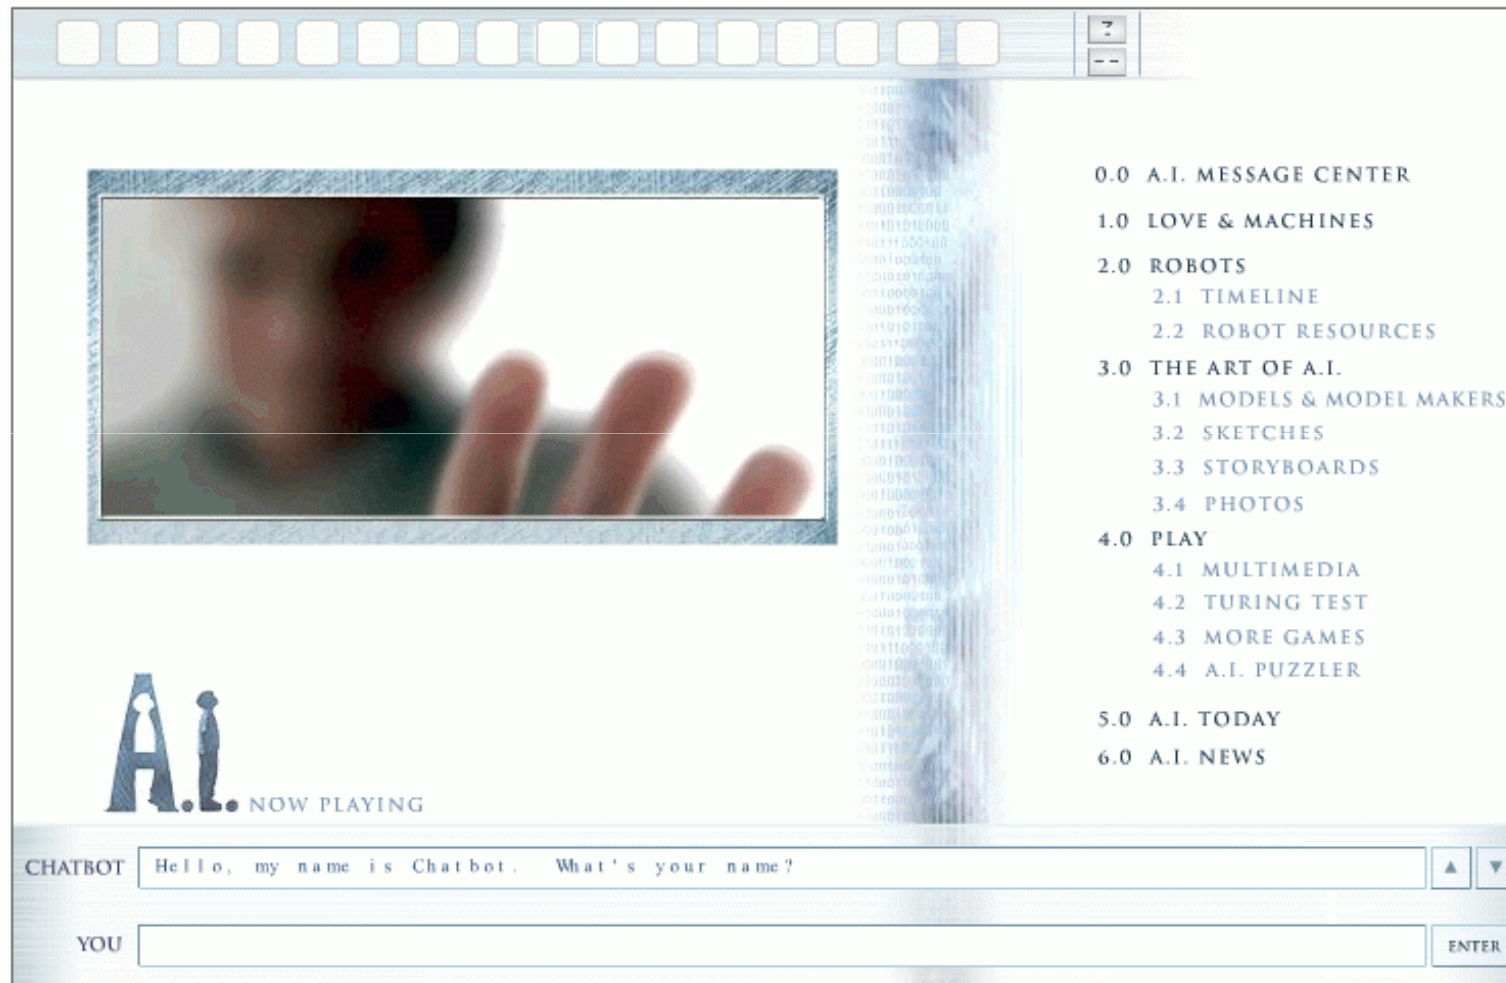 ?
--
0.0 A.I. MESSAGE CENTER
1.0 LOVE & MACHINES
2.0 ROBOTS
2.1 TIMELINE
2.2 ROBOT RESOURCES
3.0 THE ART OF A.I.
3.1 MODELS & MODEL MAKERS
3.2 SKETCHES
3.3 STORYBOARDS
3.4 PHOTOS
4.0 PLAY
4.1 MULTIMEDIA
4.2 TURING TEST
4.3 MORE GAMES
4.4 A.I. PUZZLER
5.0 A.I. TODAY
6.0 A.I. NEWS
A.I. NOW PLAYING
CHATBOT Hello, my name is Chatbot. What's your name? ▲ ▼
YOU ENTER